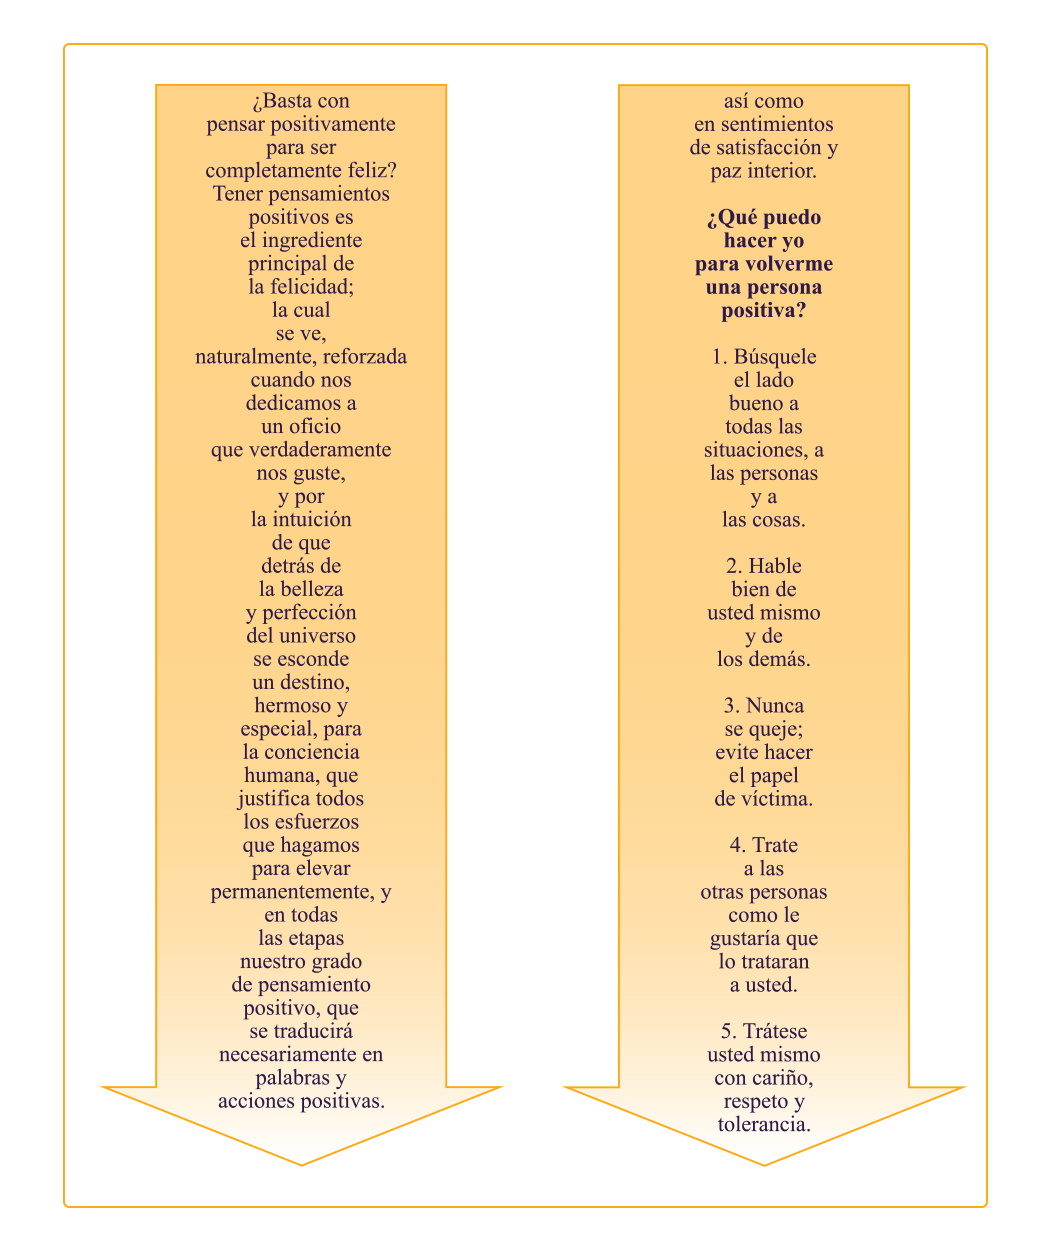 ¿Basta con
pensar positivamente
para ser
completamente feliz?
Tener pensamientos
positivos es
el ingrediente
principal de
la felicidad;
la cual
se ve,
naturalmente, reforzada
cuando nos
dedicamos a
un oficio
que verdaderamente
nos guste,
y por
la intuición
de que
detrás de
la belleza
y perfección
del universo
se esconde
un destino,
hermoso y
especial, para
la conciencia
humana, que
justifica todos
los esfuerzos
que hagamos
para elevar
permanentemente, y
en todas
las etapas
nuestro grado
de pensamiento
positivo, que
se traducirá
necesariamente en
palabras y
acciones positivas.
así como
en sentimientos
de satisfacción y
paz interior.
¿Qué puedo
hacer yo
para volverme
una persona
positiva?
1. Búsquele
el lado
bueno a
todas las
situaciones, a
las personas
y a
las cosas.
2. Hable
bien de
usted mismo
y de
los demás.
3. Nunca
se queje;
evite hacer
el papel
de víctima.
4. Trate
a las
otras personas
como le
gustaría que
lo trataran
a usted.
5. Trátese
usted mismo
con cariño,
respeto y
tolerancia.